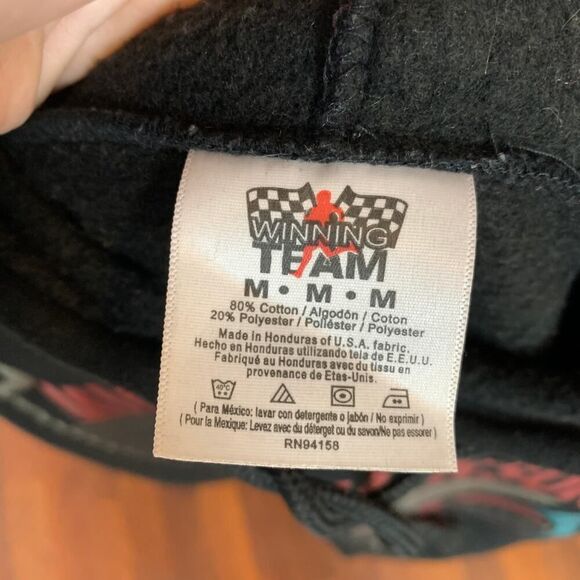 WINNING
TEAM
M • M • M
80% Cotton / Algodón / Coton
20% Polyester / Poliéster / Polyester
Made in Honduras of U.S.A. fabric.
Hecho en Honduras utilizando tela de E.E.U.U.
Fabriqué au Honduras avec du tissu en
provenance de Etas-Unis.
40°C
( Para México: lavar con detergente o jabón / No exprimir )
( Pour la Mexique: Levez avec du déterget ou du savon/Ne pas essorer )
RN94158